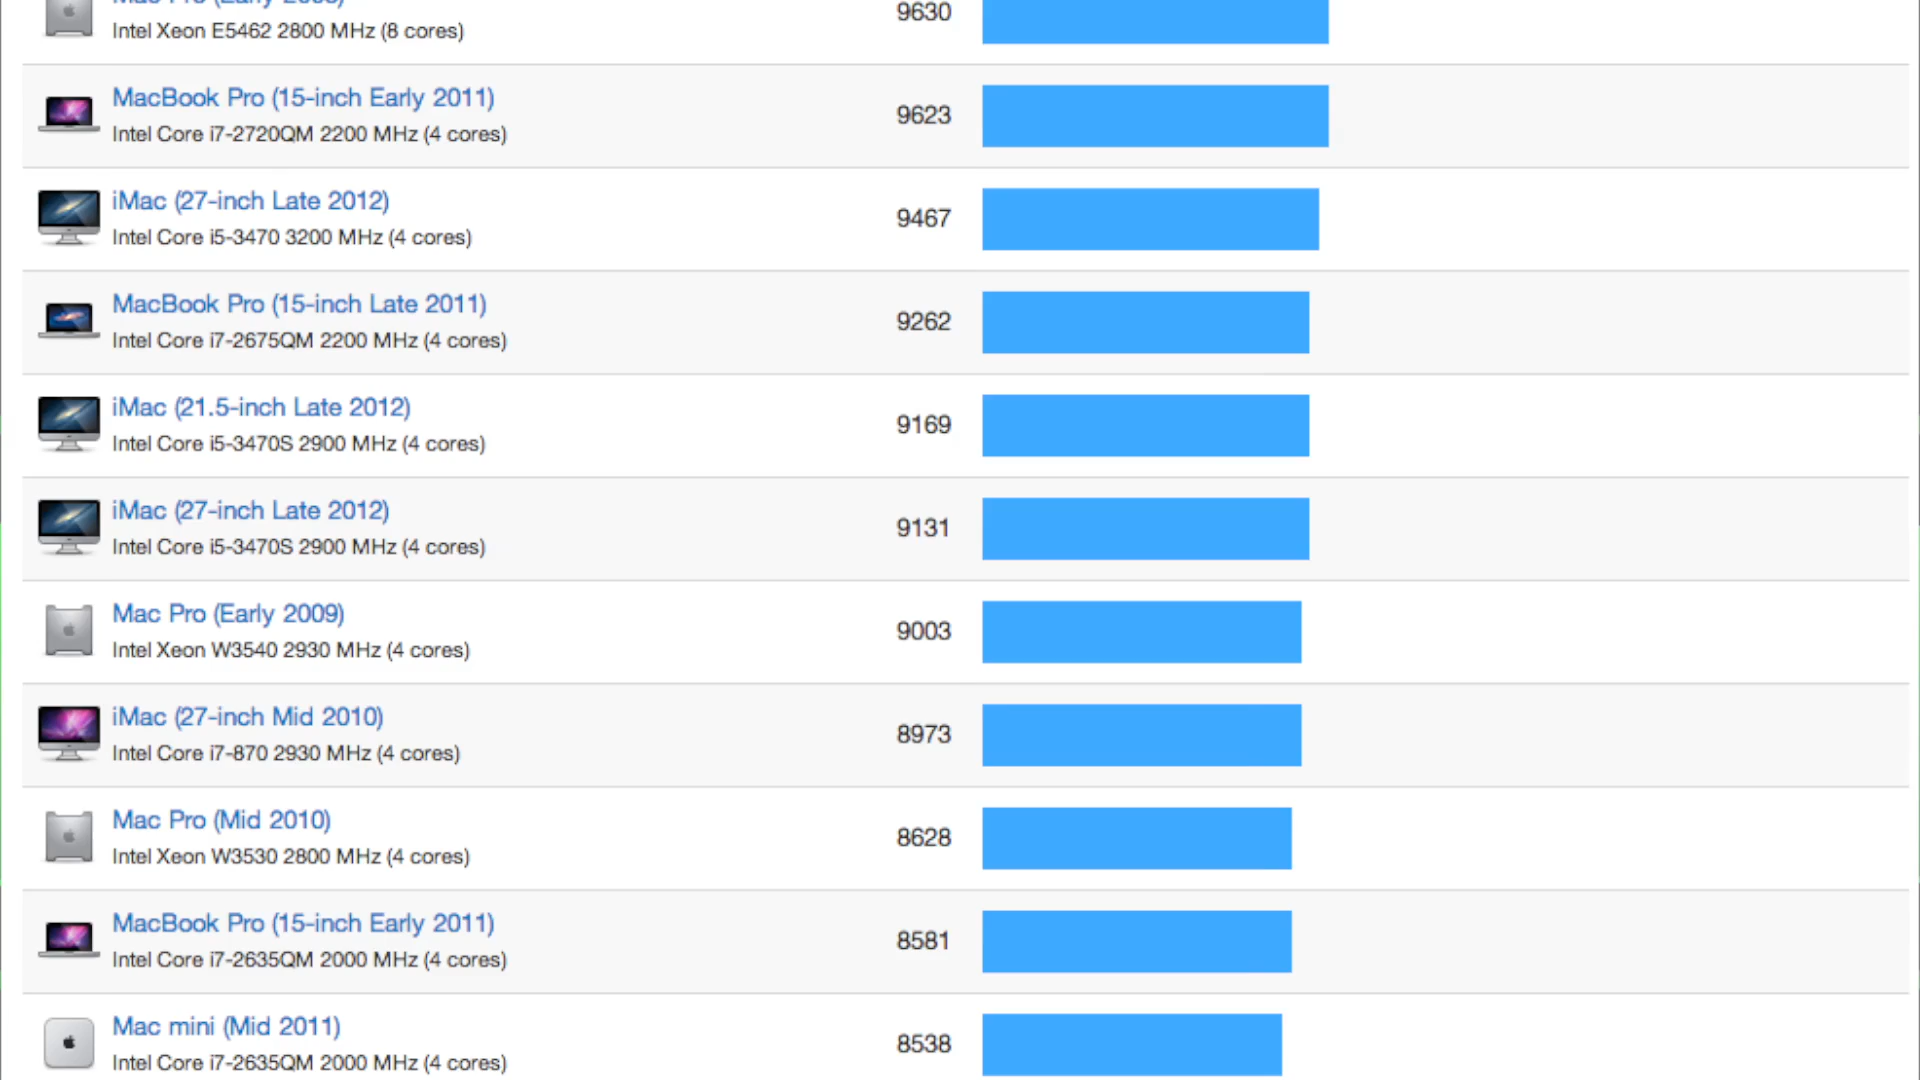 Intel Xeon E5462 2800 MHz (8 cores)
9630
MacBook Pro (15-inch Early 2011)
Intel Core i7-2720QM 2200 MHz (4 cores)
9623
iMac (27-inch Late 2012)
Intel Core i5-3470 3200 MHz (4 cores)
9467
MacBook Pro (15-inch Late 2011)
Intel Core i7-2675QM 2200 MHz (4 cores)
9262
iMac (21.5-inch Late 2012)
Intel Core i5-3470S 2900 MHz (4 cores)
9169
iMac (27-inch Late 2012)
Intel Core i5-3470S 2900 MHz (4 cores)
9131
Mac Pro (Early 2009)
Intel Xeon W3540 2930 MHz (4 cores)
9003
iMac (27-inch Mid 2010)
Intel Core i7-870 2930 MHz (4 cores)
8973
Mac Pro (Mid 2010)
Intel Xeon W3530 2800 MHz (4 cores)
8628
MacBook Pro (15-inch Early 2011)
Intel Core i7-2635QM 2000 MHz (4 cores)
8581
Mac mini (Mid 2011)
Intel Core i7-2635QM 2000 MHz (4 cores)
8538